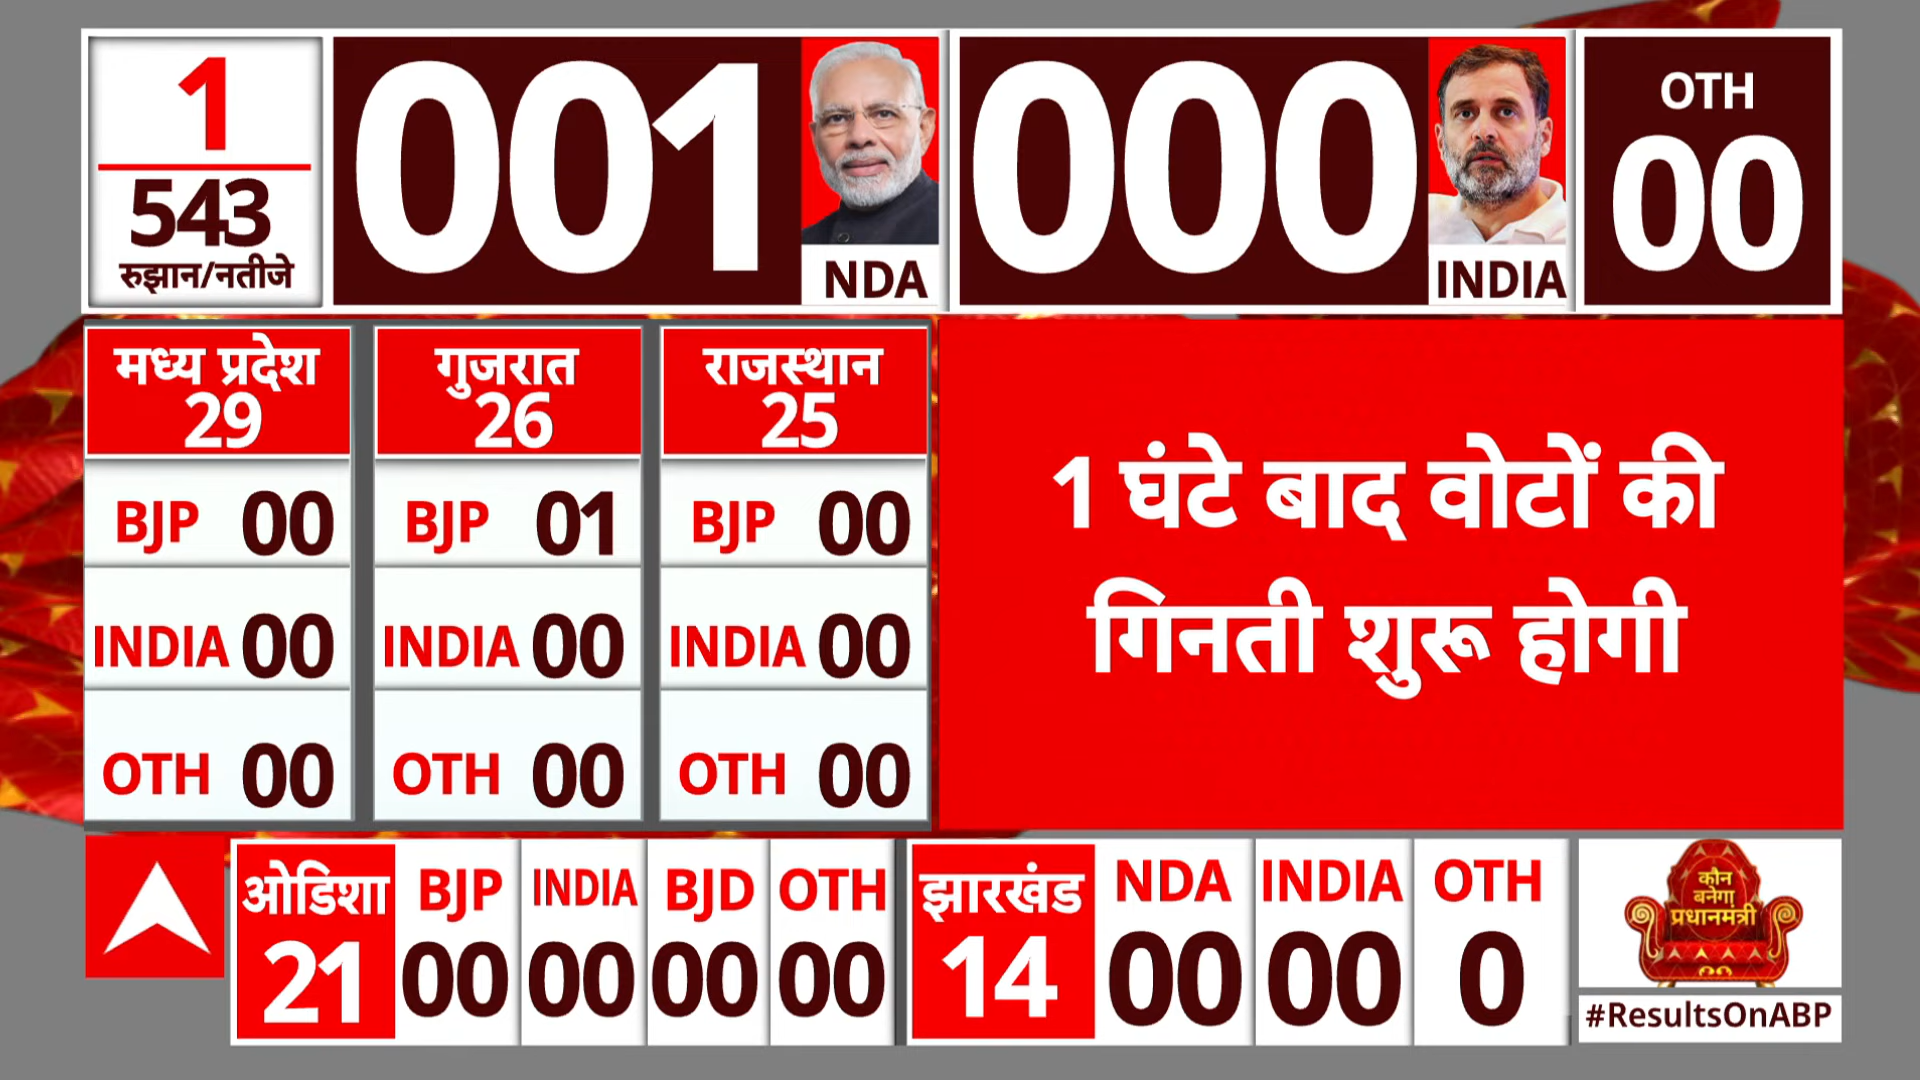 1
543
रुझान/नतीजे
001
NDA
000
INDIA
OTH
00
मध्य प्रदेश
29
BJP 00
INDIA 00
OTH 00
गुजरात
26
BJP 01
INDIA 00
OTH 00
राजस्थान
25
BJP 00
INDIA 00
OTH 00
1 घंटे बाद वोटों की
गिनती शुरू होगी
ओडिशा
21
BJP
00
INDIA
00
BJD
00
OTH
00
झारखंड
14
NDA
00
INDIA
00
OTH
0
कौन
बनेगा
प्रधानमंत्री
#ResultsOnABP